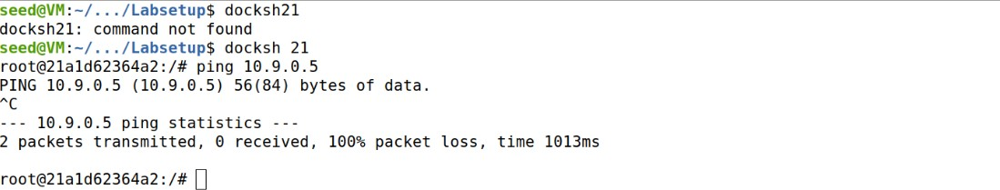 seed@VM:~/.../Labsetup$ docksh21
docksh21: command not found
seed@VM:~/.../Labsetup$ docksh 21
root@21a1d62364a2:/# ping 10.9.0.5
PING 10.9.0.5 (10.9.0.5) 56(84) bytes of data.
^C
--- 10.9.0.5 ping statistics ---
2 packets transmitted, 0 received, 100% packet loss, time 1013ms
root@21a1d62364a2:/#